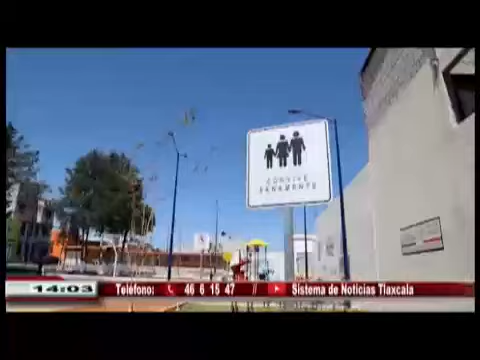 CONVIVE
SANAMENTE
14:03
Teléfono: 46 6 15 47 // Sistema de Noticias Tlaxcala